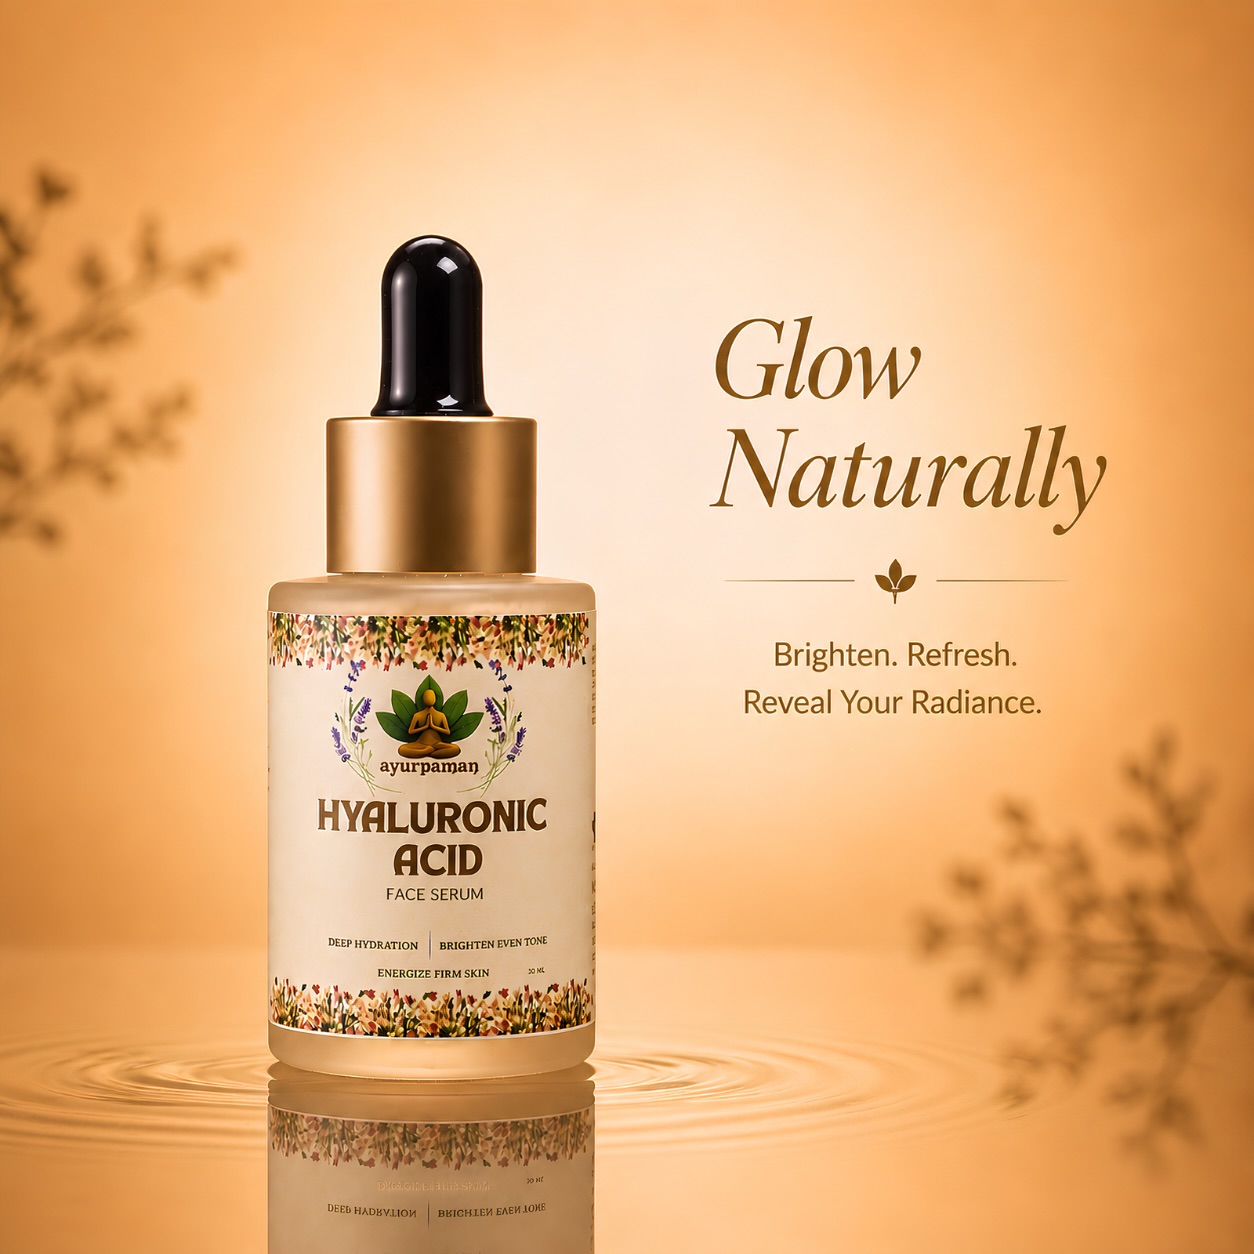 Glow
Naturally
Brighten. Refresh.
Reveal Your Radiance.
ayurpaman
HYALURONIC
ACID
FACE SERUM
DEEP HYDRATION | BRIGHTEN EVEN TONE
ENERGIZE FIRM SKIN
30 ML